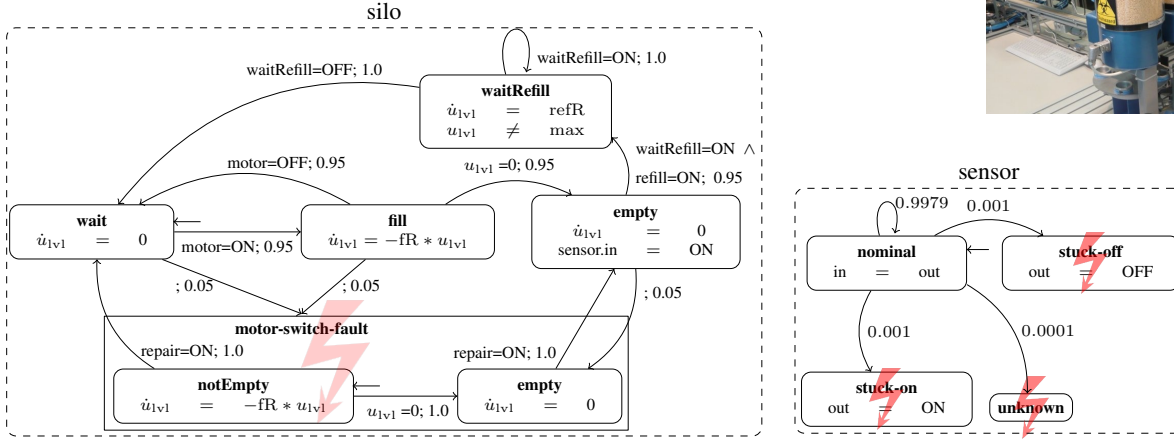 silo
waitRefill=ON; 1.0
waitRefill=OFF; 1.0
waitRefill
u̇lvl = refR
ulvl ≠ max
motor=OFF; 0.95
ulvl =0; 0.95
waitRefill=ON ∧
refill=ON; 0.95
wait
u̇lvl = 0
motor=ON; 0.95
fill
u̇lvl = −fR ∗ ulvl
empty
u̇lvl = 0
sensor.in = ON
; 0.05
; 0.05
; 0.05
motor-switch-fault
repair=ON; 1.0
repair=ON; 1.0
notEmpty
u̇lvl = −fR ∗ ulvl
ulvl =0; 1.0
empty
u̇lvl = 0
sensor
0.9979
0.001
nominal
in = out
stuck-off
out = OFF
0.001
0.0001
stuck-on
out = ON
unknown